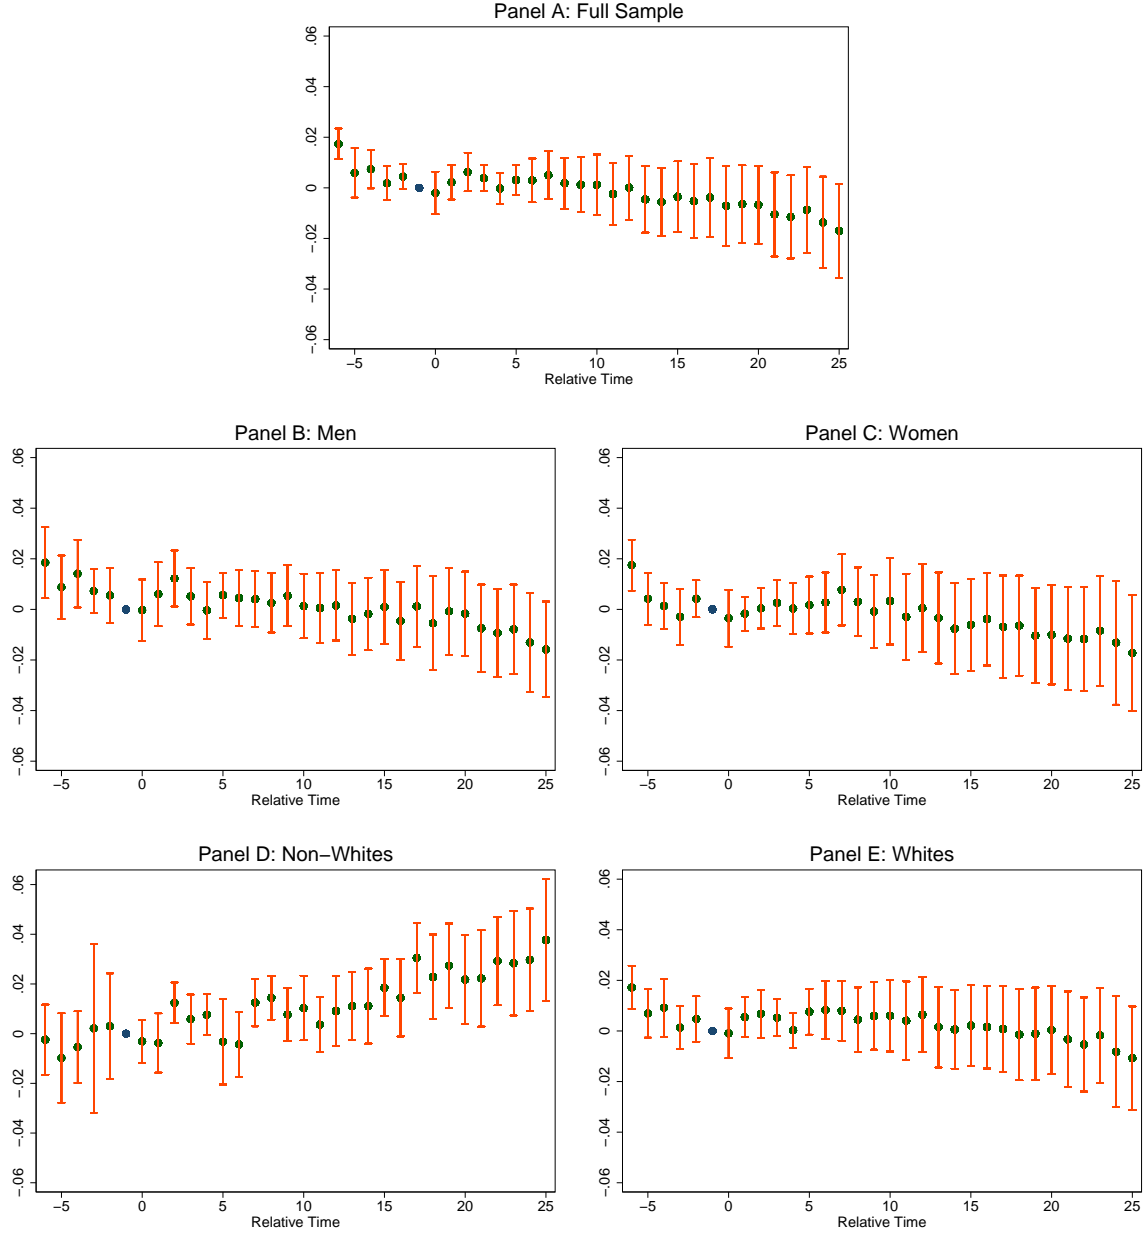 Panel A: Full Sample
.06
.04
.02
0
-.02
-.04
-.06
−5 0 5 10 15 20 25
Relative Time
Panel B: Men
.06
.04
.02
0
-.02
-.04
-.06
−5 0 5 10 15 20 25
Relative Time
Panel C: Women
.06
.04
.02
0
-.02
-.04
-.06
−5 0 5 10 15 20 25
Relative Time
Panel D: Non−Whites
.06
.04
.02
0
-.02
-.04
-.06
−5 0 5 10 15 20 25
Relative Time
Panel E: Whites
.06
.04
.02
0
-.02
-.04
-.06
−5 0 5 10 15 20 25
Relative Time